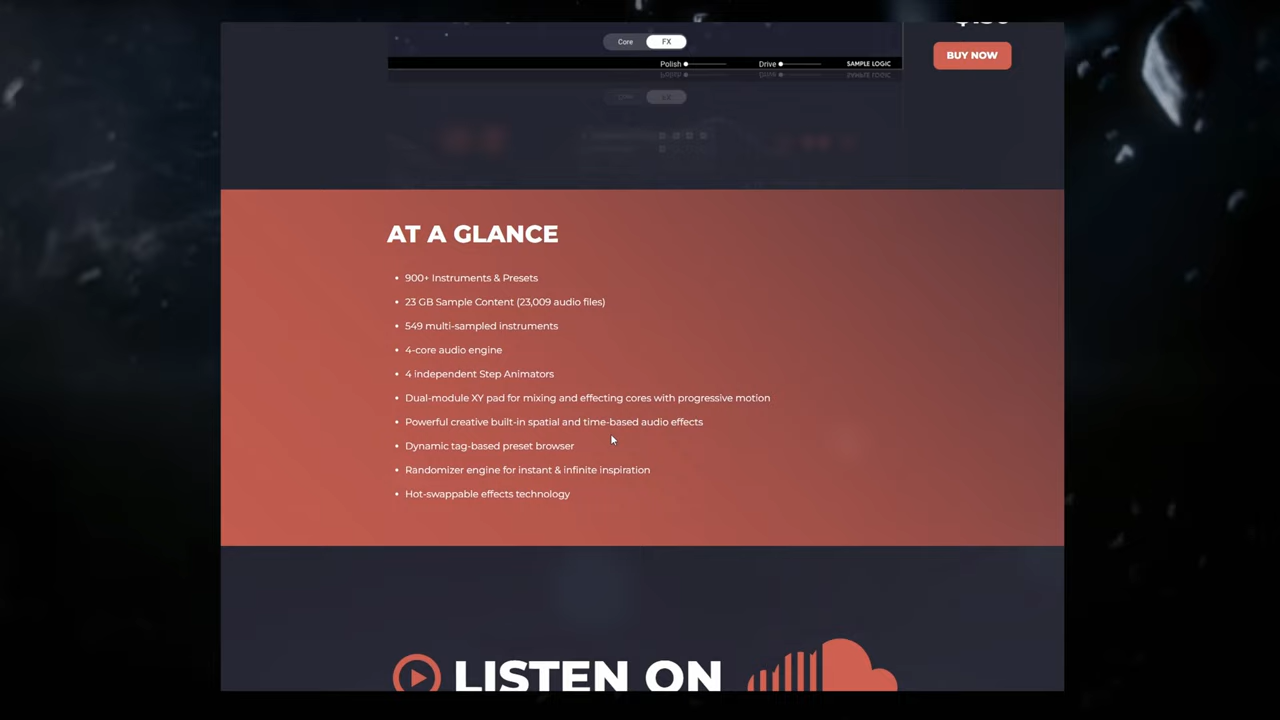 Core FX
BUY NOW
Polish Drive SAMPLE LOGIC
AT A GLANCE
• 900+ Instruments & Presets
• 23 GB Sample Content (23,009 audio files)
• 549 multi-sampled instruments
• 4-core audio engine
• 4 independent Step Animators
• Dual-module XY pad for mixing and effecting cores with progressive motion
• Powerful creative built-in spatial and time-based audio effects
• Dynamic tag-based preset browser
• Randomizer engine for instant & infinite inspiration
• Hot-swappable effects technology
LISTEN ON